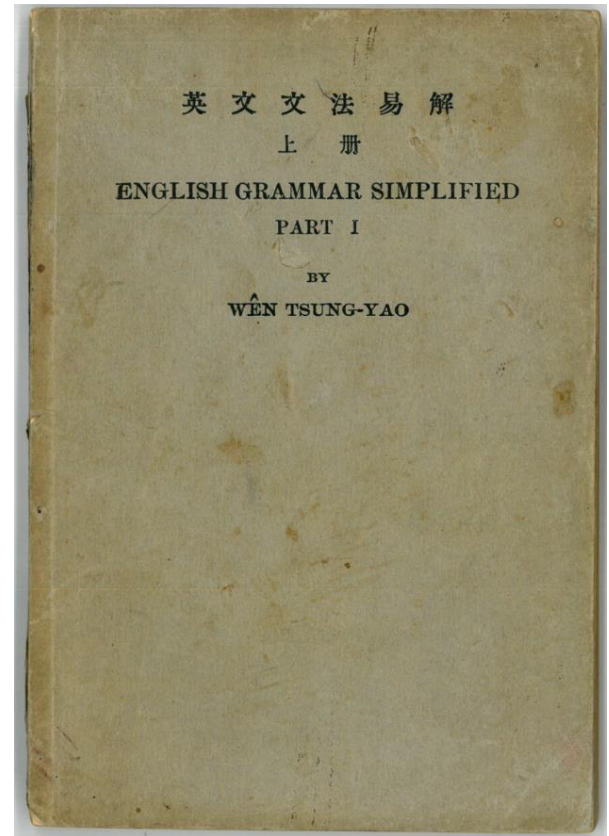 英文文法易解
上册
ENGLISH GRAMMAR SIMPLIFIED
PART I
BY
WÊN TSUNG-YAO